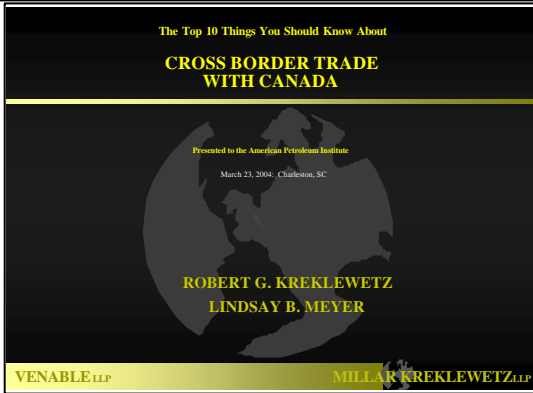 The Top 10 Things You Should Know About
CROSS BORDER TRADE
WITH CANADA
Presented to the American Petroleum Institute
March 23, 2004: Charleston, SC
ROBERT G. KREKLEWETZ
LINDSAY B. MEYER
VENABLE LLP
MILLAR KREKLEWETZ LLP